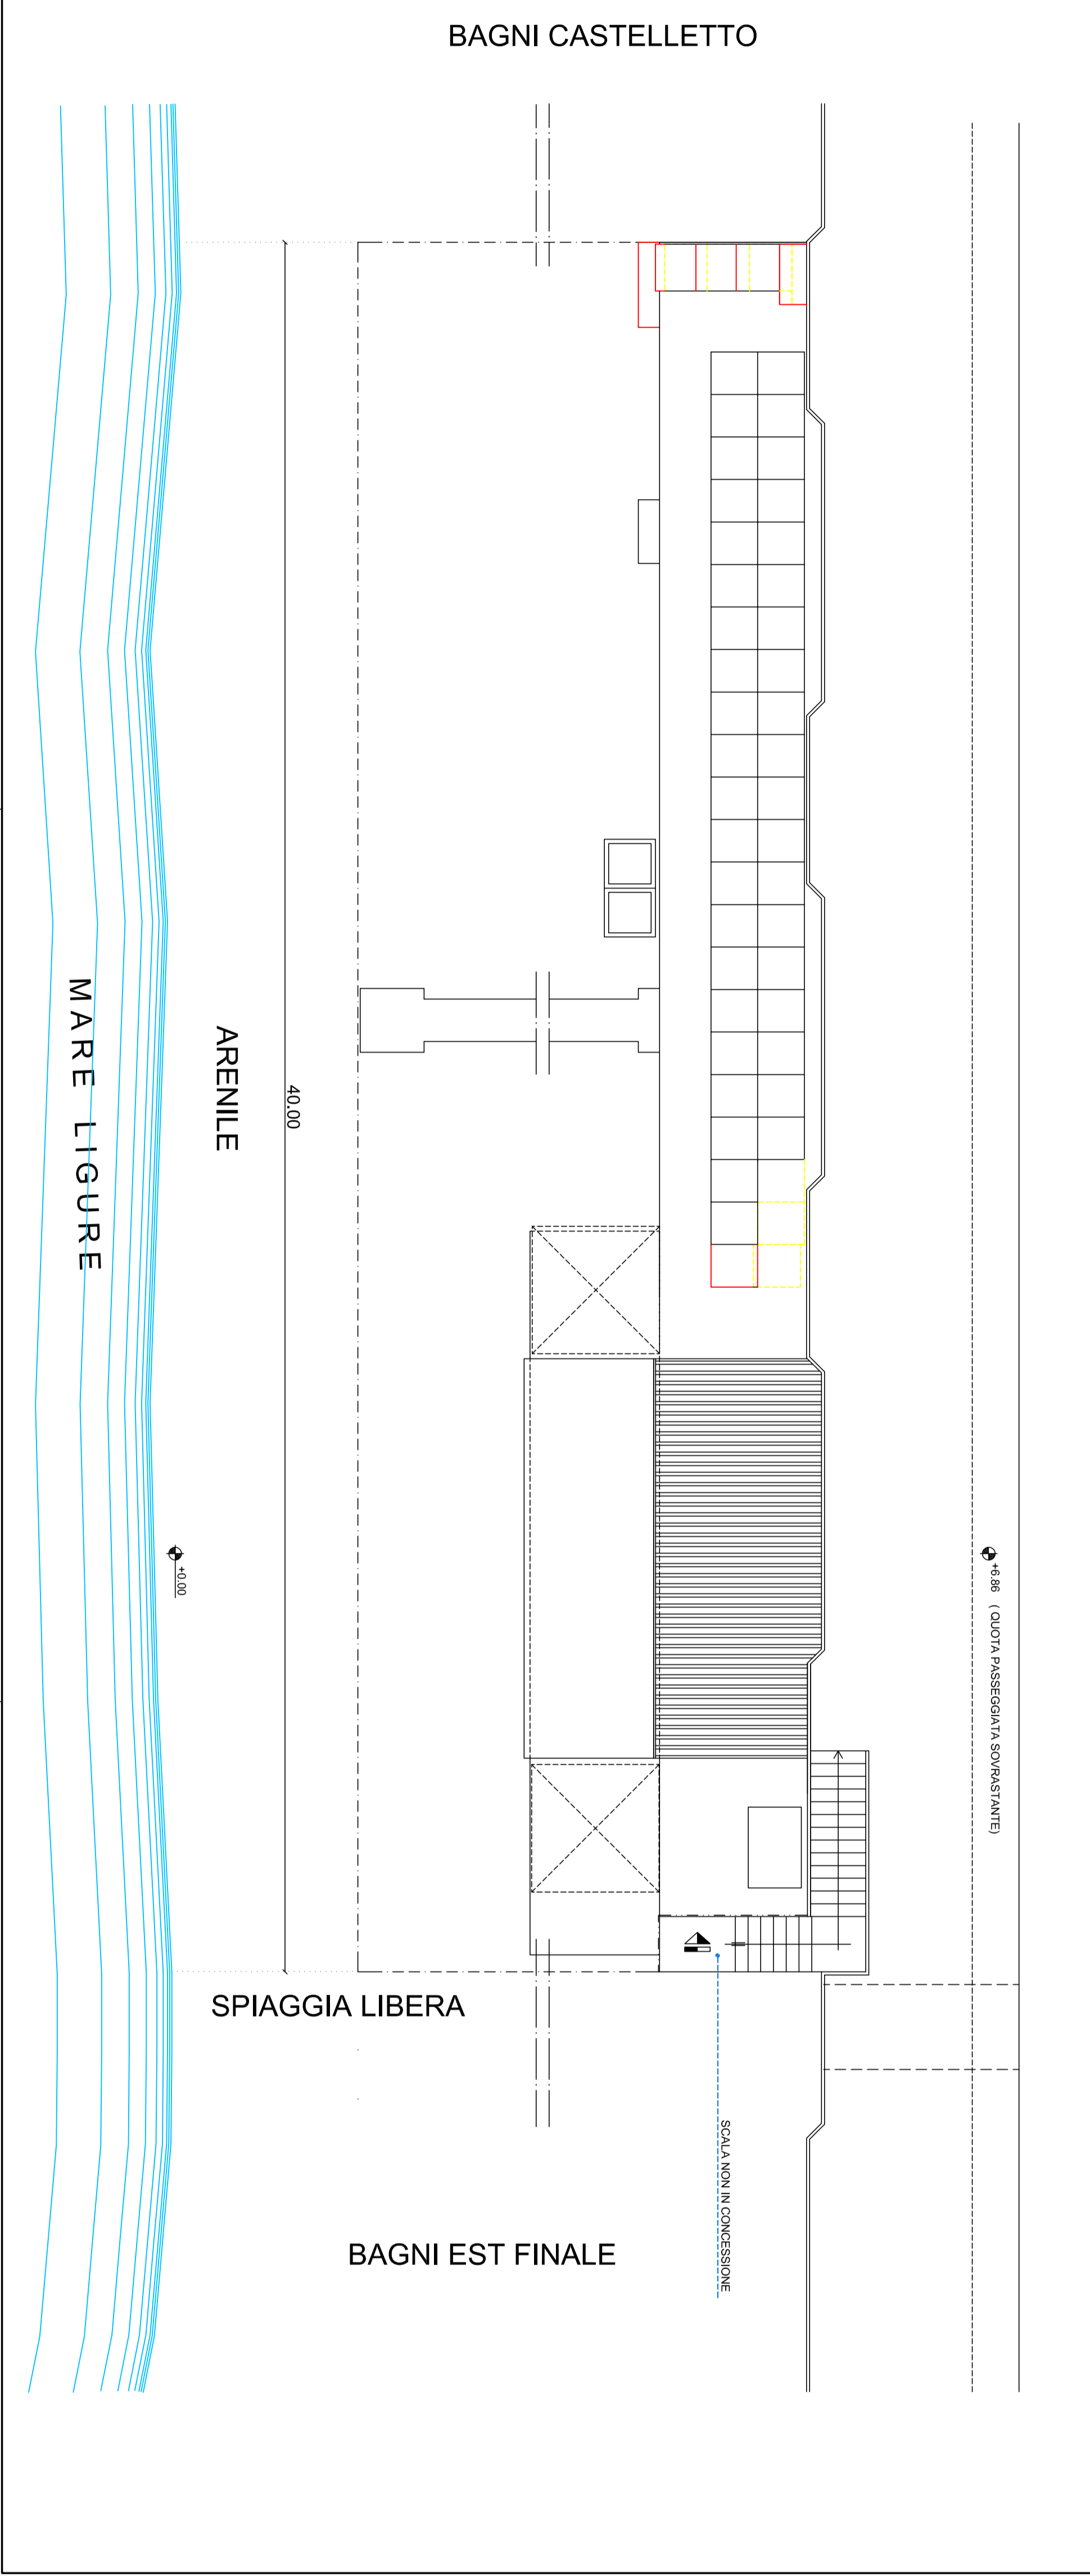 BAGNI CASTELLETTO
MARE LIGURE
ARENILE
40.00
+0.00
+6.86 ( QUOTA PASSEGGIATA SOVRASTANTE)
SPIAGGIA LIBERA
SCALA NON IN CONCESSIONE
BAGNI EST FINALE